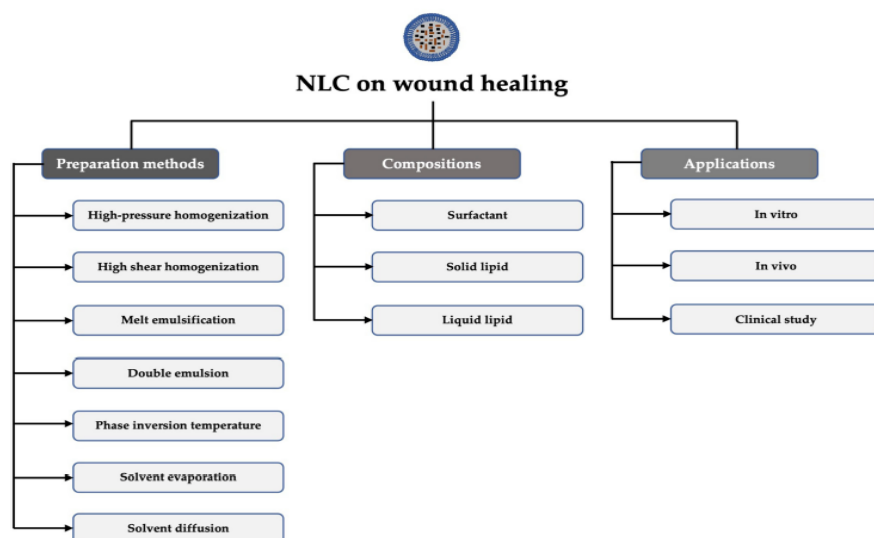 NLC on wound healing
Preparation methods
High-pressure homogenization
High shear homogenization
Melt emulsification
Double emulsion
Phase inversion temperature
Solvent evaporation
Solvent diffusion
Compositions
Surfactant
Solid lipid
Liquid lipid
Applications
In vitro
In vivo
Clinical study